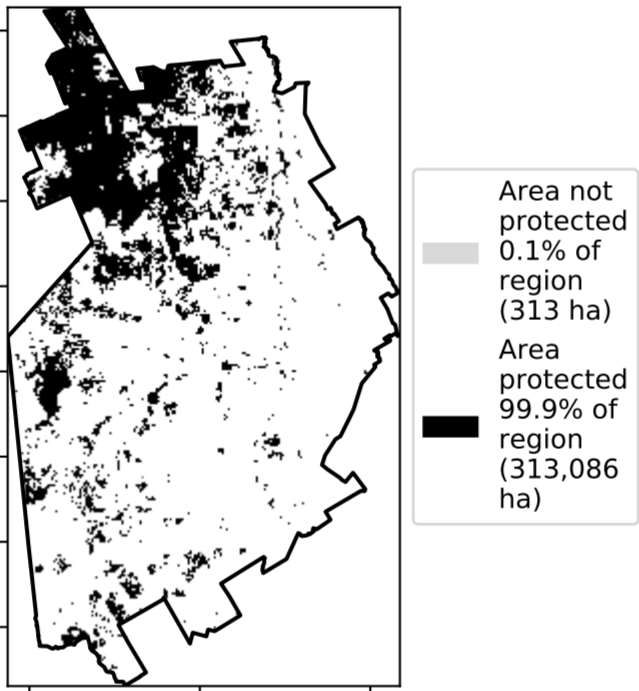 Area not
protected
0.1% of
region
(313 ha)
Area
protected
99.9% of
region
(313,086
ha)